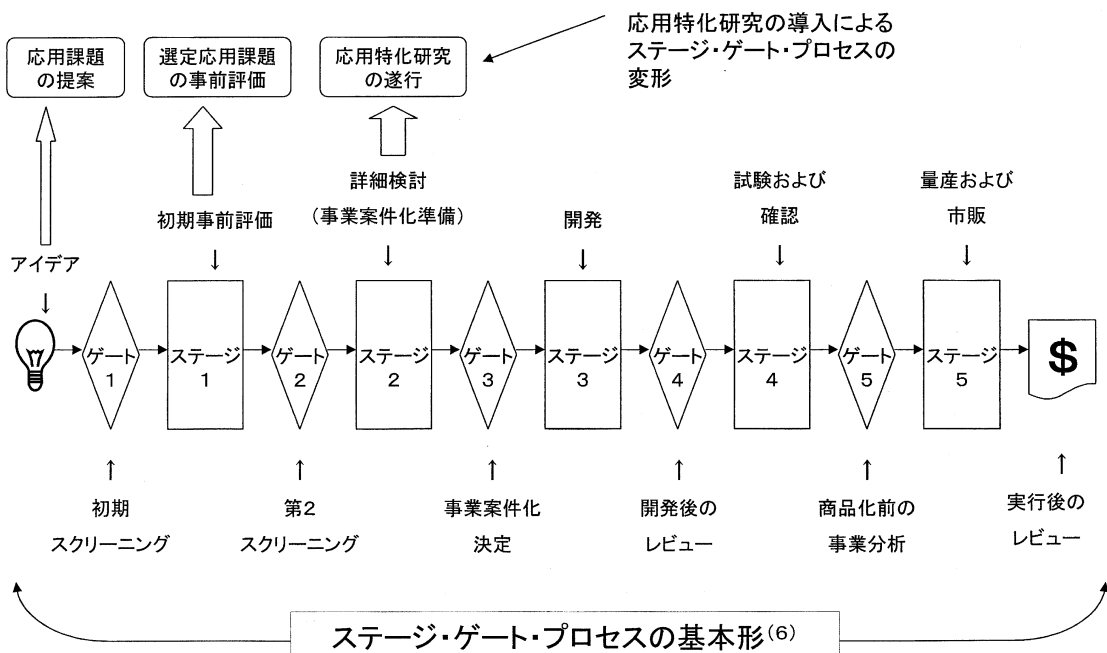 応用特化研究の導入による
ステージ・ゲート・プロセスの
変形
応用課題
の提案
選定応用課題
の事前評価
応用特化研究
の遂行
アイデア
初期事前評価
詳細検討
（事業案件化準備）
開発
試験および
確認
量産および
市販
ゲート
1
ステージ
1
ゲート
2
ステージ
2
ゲート
3
ステージ
3
ゲート
4
ステージ
4
ゲート
5
ステージ
5
$
初期
スクリーニング
第2
スクリーニング
事業案件化
決定
開発後の
レビュー
商品化前の
事業分析
実行後の
レビュー
ステージ・ゲート・プロセスの基本形(6)